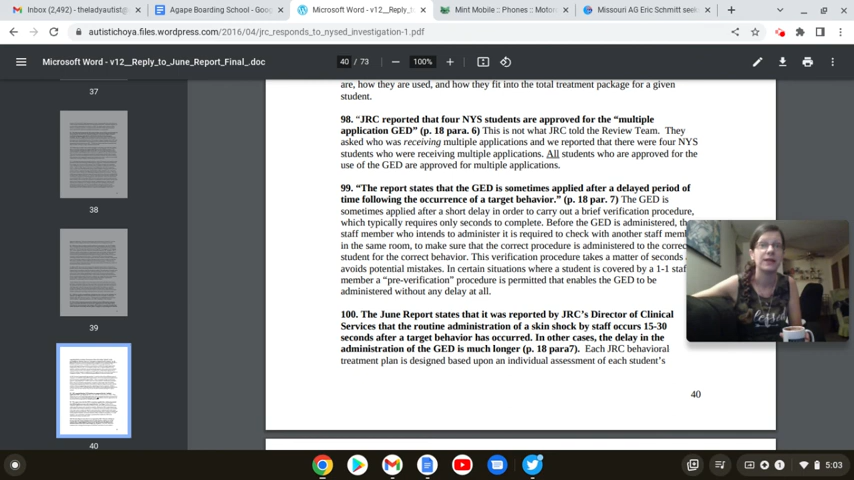 Inbox (2,492) - theladyautist@
Agape Boarding School - Goog
Microsoft Word - v12__Reply_to
Mint Mobile :: Phones :: Motor
Missouri AG Eric Schmitt seek
autistichoya.files.wordpress.com/2016/04/jrc_responds_to_nysed_investigation-1.pdf
Microsoft Word - v12__Reply_to_June_Report_Final_.doc
40 / 73
100%
37
38
39
40
are, how they are used, and how they fit into the total treatment package for a given
student.
98. "JRC reported that four NYS students are approved for the "multiple
application GED" (p. 18 para. 6) This is not what JRC told the Review Team. They
asked who was receiving multiple applications and we reported that there were four NYS
students who were receiving multiple applications. All students who are approved for the
use of the GED are approved for multiple applications.
99. "The report states that the GED is sometimes applied after a delayed period of
time following the occurrence of a target behavior." (p. 18 par. 7) The GED is
sometimes applied after a short delay in order to carry out a brief verification procedure,
which typically requires only seconds to complete. Before the GED is administered, th
staff member who intends to administer it is required to check with another staff mem
in the same room, to make sure that the correct procedure is administered to the correc
student for the correct behavior. This verification procedure takes a matter of seconds
avoids potential mistakes. In certain situations where a student is covered by a 1-1 staf
member a "pre-verification" procedure is permitted that enables the GED to be
administered without any delay at all.
100. The June Report states that it was reported by JRC's Director of Clinical
Services that the routine administration of a skin shock by staff occurs 15-30
seconds after a target behavior has occurred. In other cases, the delay in the
administration of the GED is much longer (p. 18 para7). Each JRC behavioral
treatment plan is designed based upon an individual assessment of each student's
40
5:03